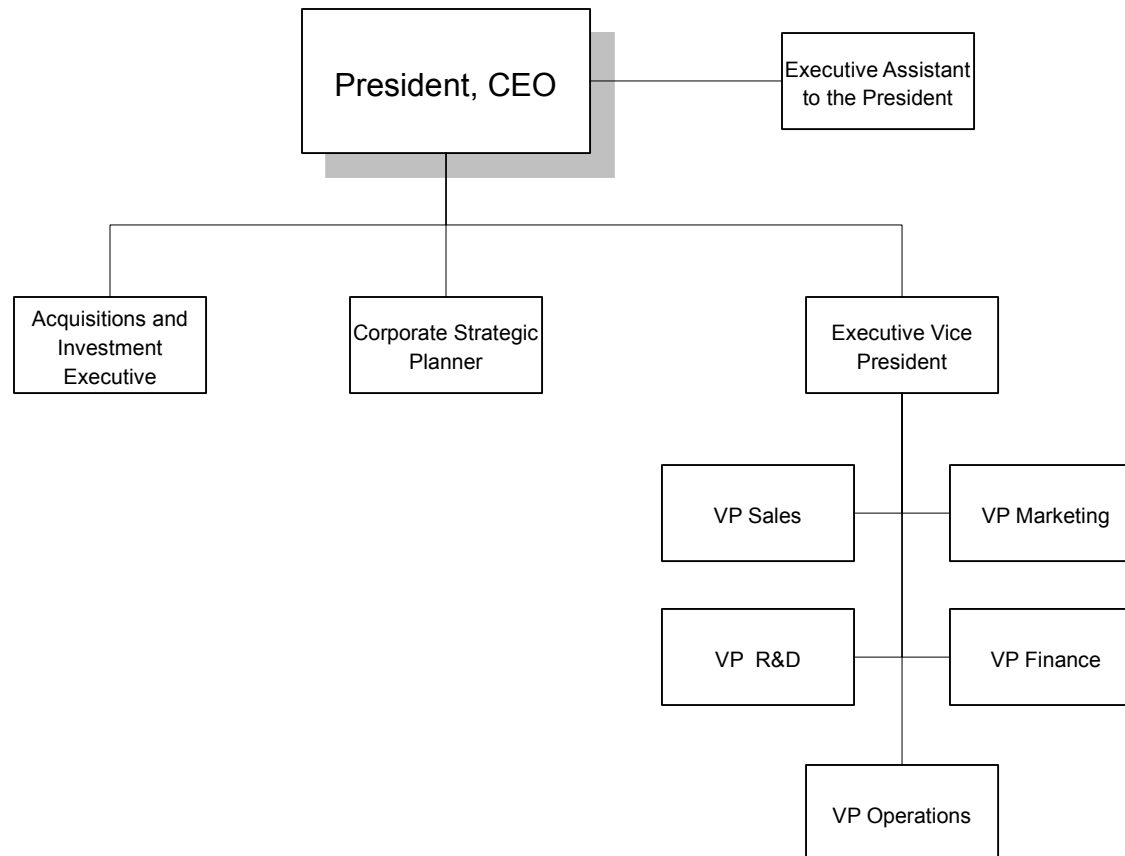 President, CEO
Executive Assistant
to the President
Acquisitions and
Investment
Executive
Corporate Strategic
Planner
Executive Vice
President
VP Sales
VP Marketing
VP R&D
VP Finance
VP Operations